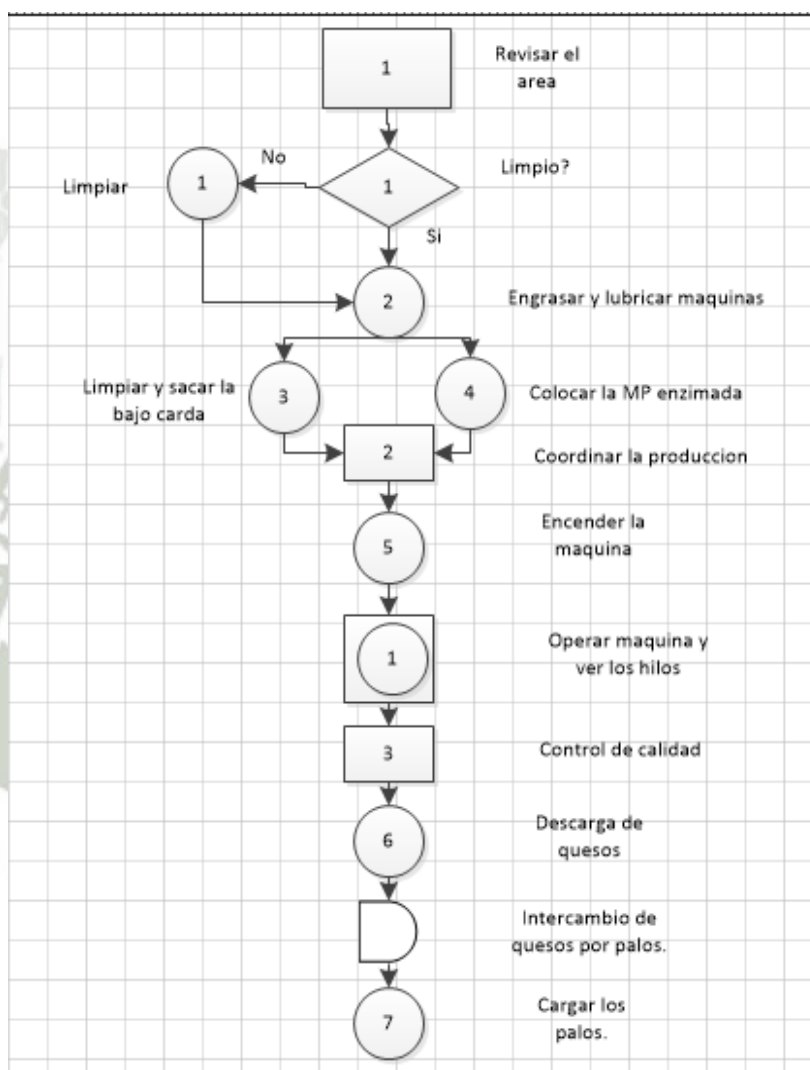 1
Revisar el
area
No
Limpiar
1
1
Limpio?
Si
2
Engrasar y lubricar maquinas
Limpiar y sacar la
bajo carda
3
4
Colocar la MP enzimada
2
Coordinar la produccion
5
Encender la
maquina
1
Operar maquina y
ver los hilos
3
Control de calidad
6
Descarga de
quesos
Intercambio de
quesos por palos.
7
Cargar los
palos.